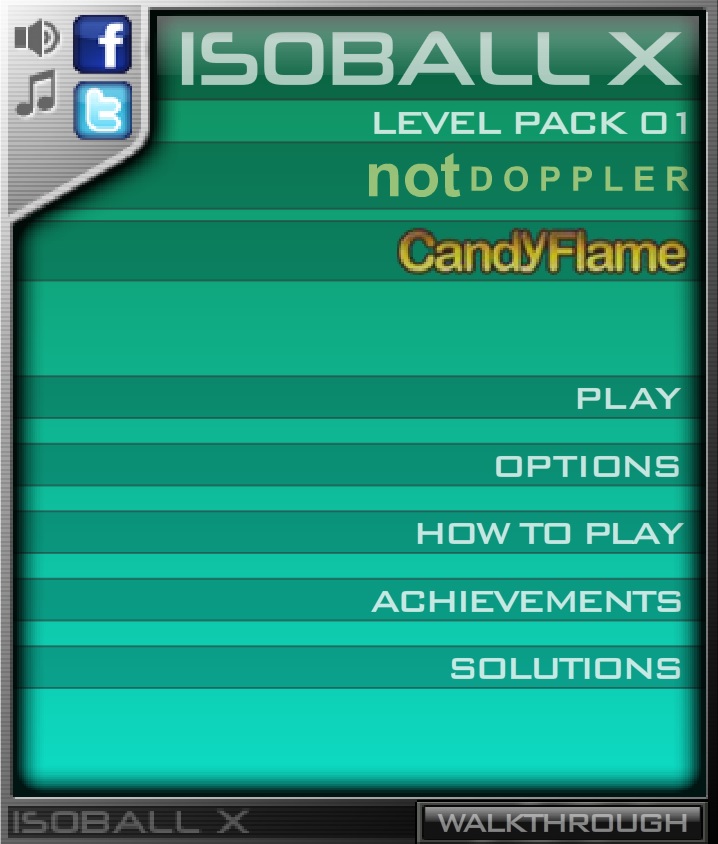 ISOBALL X
LEVEL PACK 01
notDOPPLER
CandyFlame
PLAY
OPTIONS
HOW TO PLAY
ACHIEVEMENTS
SOLUTIONS
ISOBALL X
WALKTHROUGH